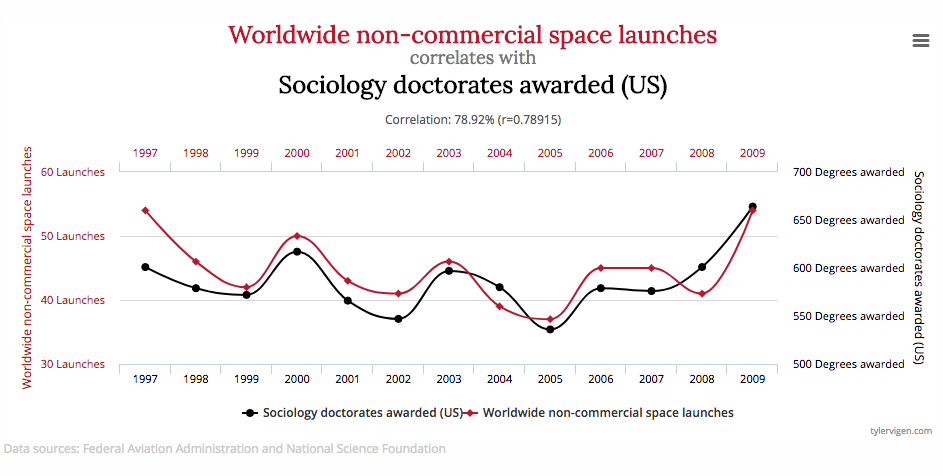 Worldwide non-commercial space launches
correlates with
Sociology doctorates awarded (US)
Correlation: 78.92% (r=0.78915)
1997 1998 1999 2000 2001 2002 2003 2004 2005 2006 2007 2008 2009
Worldwide non-commercial space launches
60 Launches
50 Launches
40 Launches
30 Launches
700 Degrees awarded
650 Degrees awarded
600 Degrees awarded
550 Degrees awarded
500 Degrees awarded
Sociology doctorates awarded (US)
1997 1998 1999 2000 2001 2002 2003 2004 2005 2006 2007 2008 2009
Sociology doctorates awarded (US) Worldwide non-commercial space launches
tylervigen.com
Data sources: Federal Aviation Administration and National Science Foundation